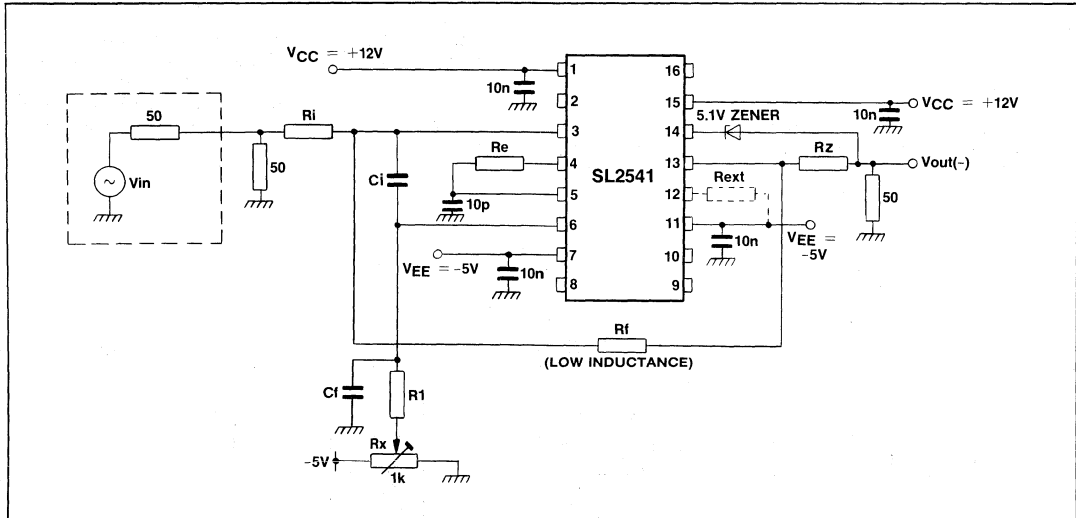 VCC = +12V
10n
1
2
3
4
5
6
7
8
16
15
14
13
12
11
10
9
SL2541
10n
VCC = +12V
5.1V ZENER
50
Vin
Ri
50
Ci
Re
10p
VEE = -5V
10n
Rz
Vout(-)
50
Rext
10n
VEE =
-5V
Rf
(LOW INDUCTANCE)
Cf
R1
Rx
-5V
1k